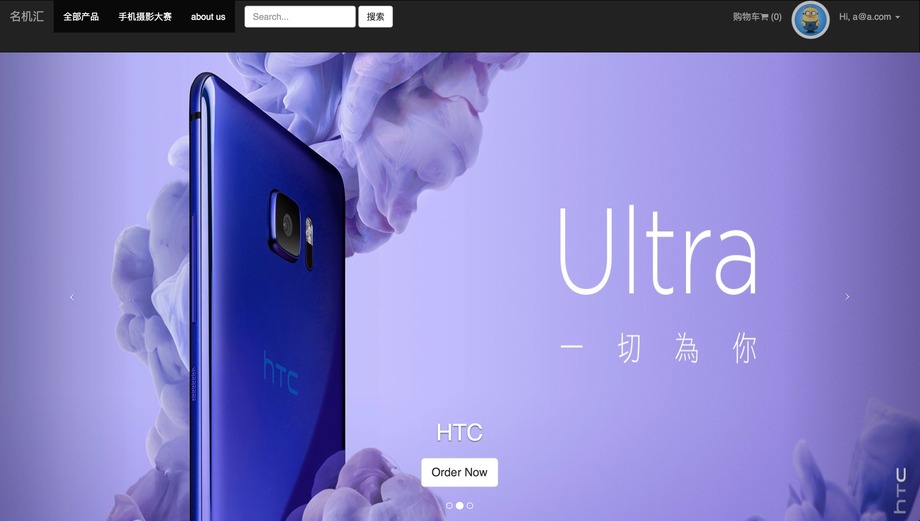 名机汇 全部产品 手机摄影大赛 about us Search... 搜索 购物车 (0) Hi, a@a.com
Ultra
一切為你
hTC
HTC
Order Now
hTC